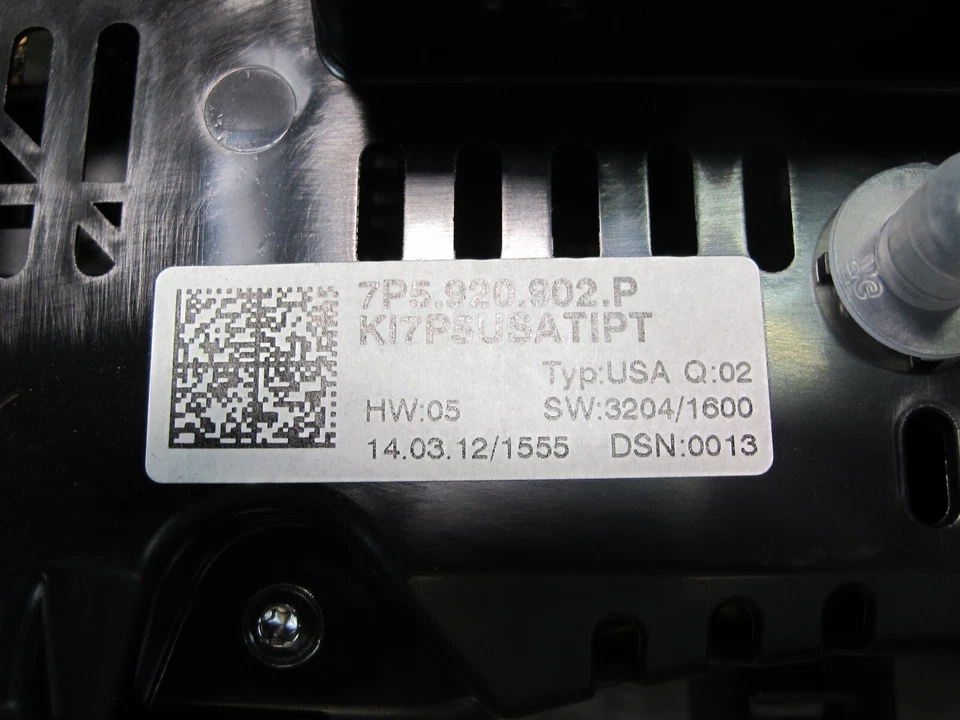 7P5.920.902.P
KI7P5USATIPT
Typ:USA Q:02
HW:05 SW:3204/1600
14.03.12/1555 DSN:0013